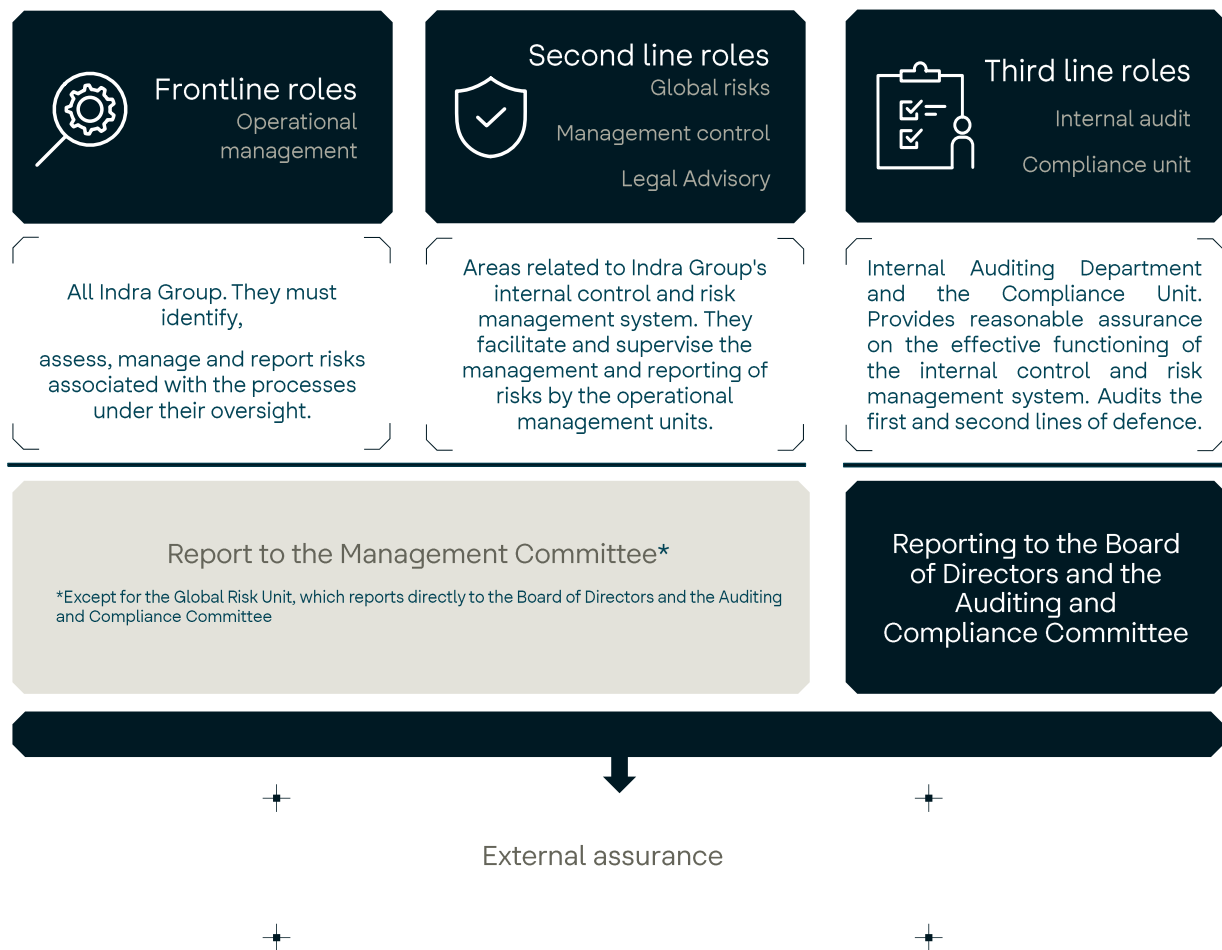 Frontline roles
Operational
management
Second line roles
Global risks
Management control
Legal Advisory
Third line roles
Internal audit
Compliance unit
All Indra Group. They must
identify,
assess, manage and report risks
associated with the processes
under their oversight.
Areas related to Indra Group's
internal control and risk
management system. They
facilitate and supervise the
management and reporting of
risks by the operational
management units.
Internal Auditing Department
and the Compliance Unit.
Provides reasonable assurance
on the effective functioning of
the internal control and risk
management system. Audits the
first and second lines of defence.
Report to the Management Committee*
*Except for the Global Risk Unit, which reports directly to the Board of Directors and the Auditing
and Compliance Committee
Reporting to the Board
of Directors and the
Auditing and
Compliance Committee
External assurance